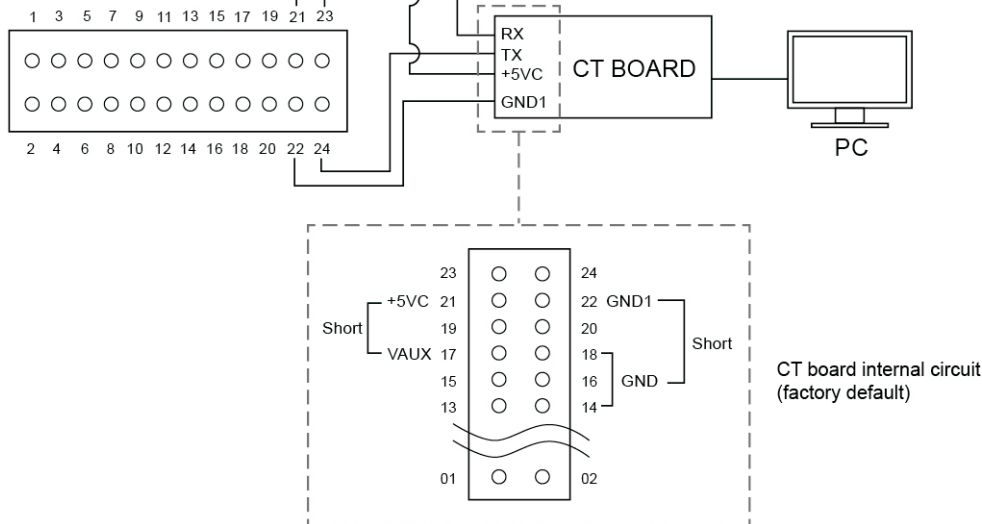 1 3 5 7 9 11 13 15 17 19 21 23
2 4 6 8 10 12 14 16 18 20 22 24
RX
TX
+5VC
GND1
CT BOARD
PC
23 24
+5VC 21 22 GND1
19 20
Short
VAUX 17 18
Short
15 16 GND
13 14
01 02
CT board internal circuit
(factory default)